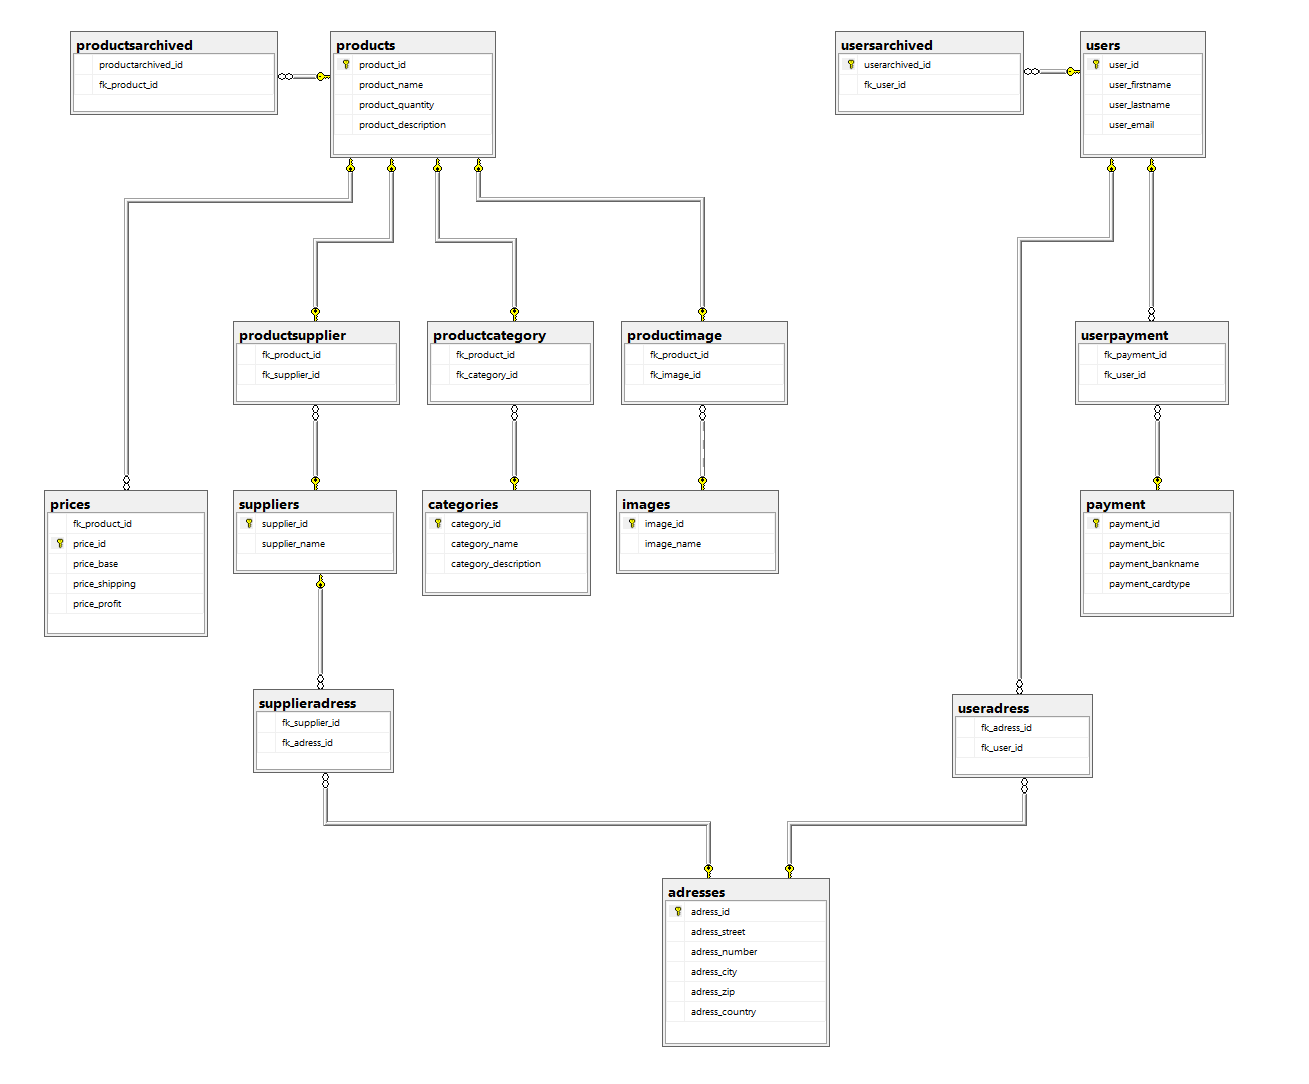 productsarchived
productarchived_id
fk_product_id
products
product_id
product_name
product_quantity
product_description
usersarchived
userarchived_id
fk_user_id
users
user_id
user_firstname
user_lastname
user_email
productsupplier
fk_product_id
fk_supplier_id
productcategory
fk_product_id
fk_category_id
productimage
fk_product_id
fk_image_id
userpayment
fk_payment_id
fk_user_id
prices
fk_product_id
price_id
price_base
price_shipping
price_profit
suppliers
supplier_id
supplier_name
categories
category_id
category_name
category_description
images
image_id
image_name
payment
payment_id
payment_bic
payment_bankname
payment_cardtype
supplieradress
fk_supplier_id
fk_adress_id
useradress
fk_adress_id
fk_user_id
adresses
adress_id
adress_street
adress_number
adress_city
adress_zip
adress_country